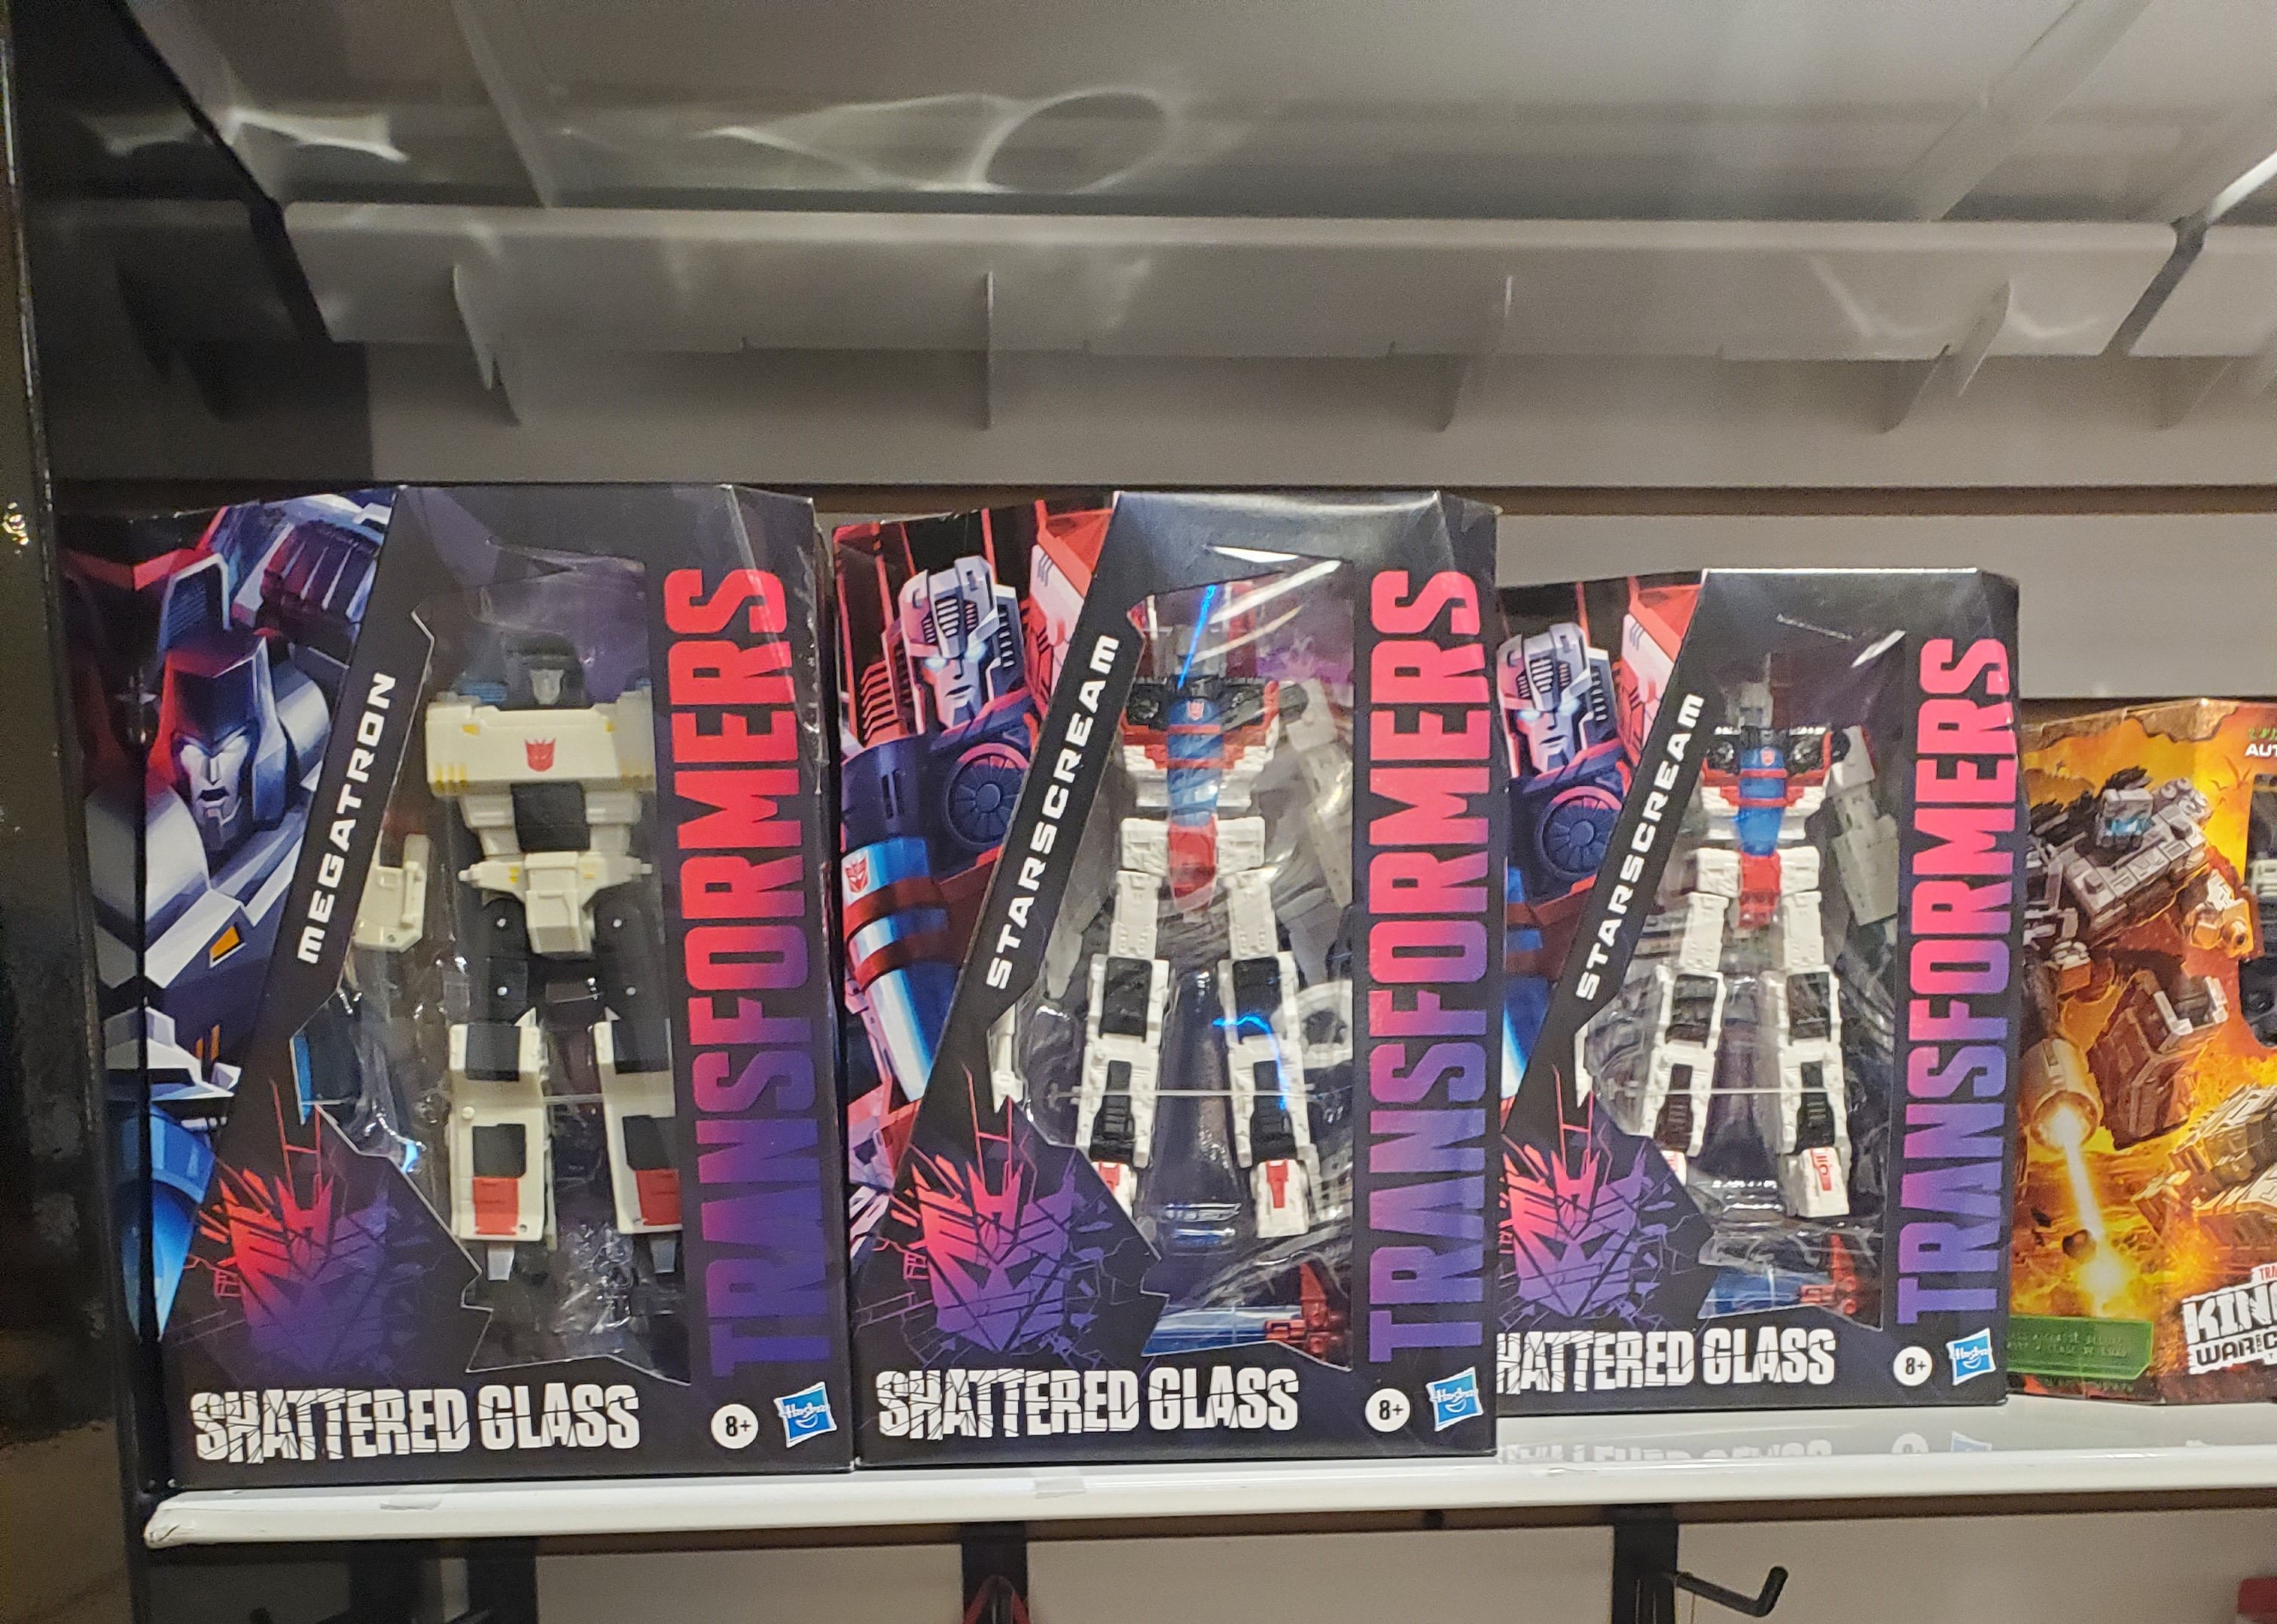 MEGATRON
TRANSFORMERS
SHATTERED GLASS
8+
Hasbro
STARSCREAM
TRANSFORMERS
SHATTERED GLASS
8+
Hasbro
STARSCREAM
TRANSFORMERS
HATTERED GLASS
8+
Hasbro
AUT
TRA
KIN
WAR